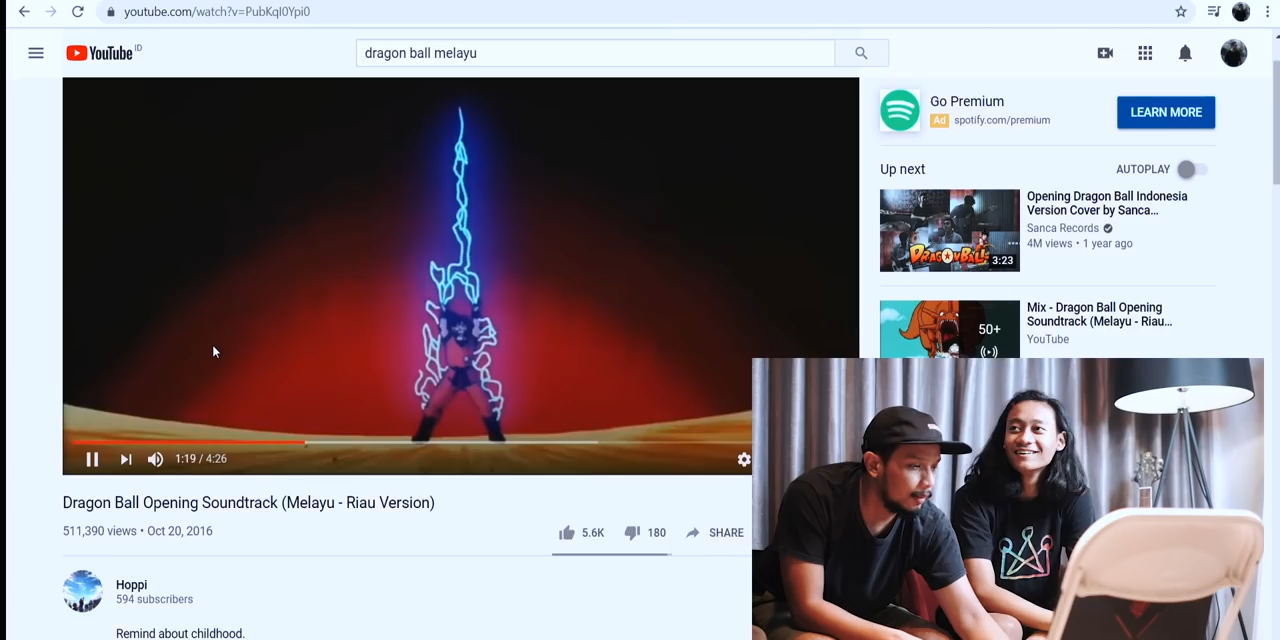 youtube.com/watch?v=PubKqI0Ypi0
YouTube ID
dragon ball melayu
Go Premium
Ad spotify.com/premium
LEARN MORE
Up next
AUTOPLAY
Opening Dragon Ball Indonesia
Version Cover by Sanca...
Sanca Records
4M views • 1 year ago
DRAGON BALL
3:23
Mix - Dragon Ball Opening
Soundtrack (Melayu - Riau...
YouTube
50+
1:19 / 4:26
Dragon Ball Opening Soundtrack (Melayu - Riau Version)
511,390 views • Oct 20, 2016
5.6K
180
SHARE
Hoppi
594 subscribers
Remind about childhood.